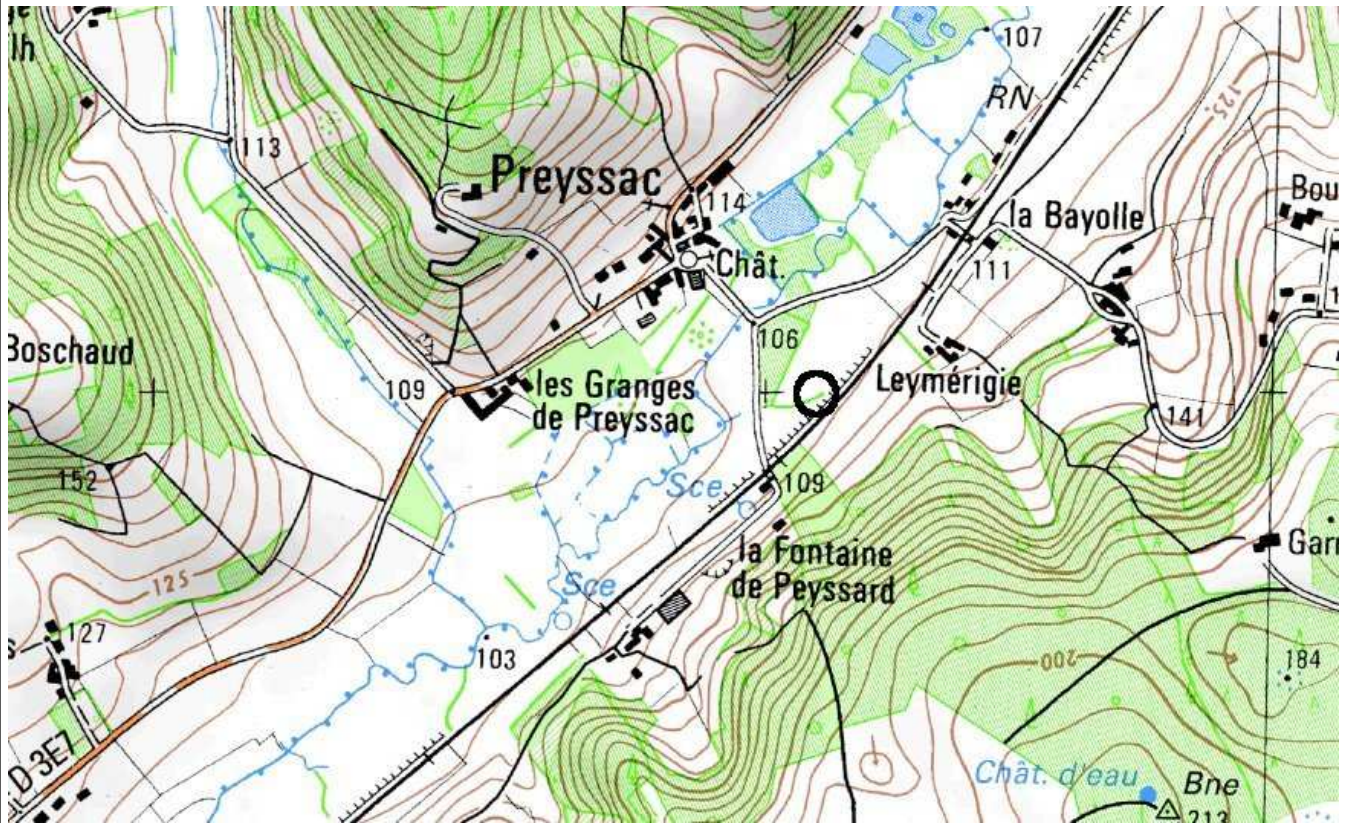 lh
107
RN
125
113
Preyssac
114
Bou
la Bayolle
Chât.
111
106
Boschaud
109
les Granges
de Preyssac
Leymérigie
141
152
Sce
109
la Fontaine
de Peyssard
Garr
125
Sce
127
103
200
184
D 3E7
Chât. d'eau
Bne
213